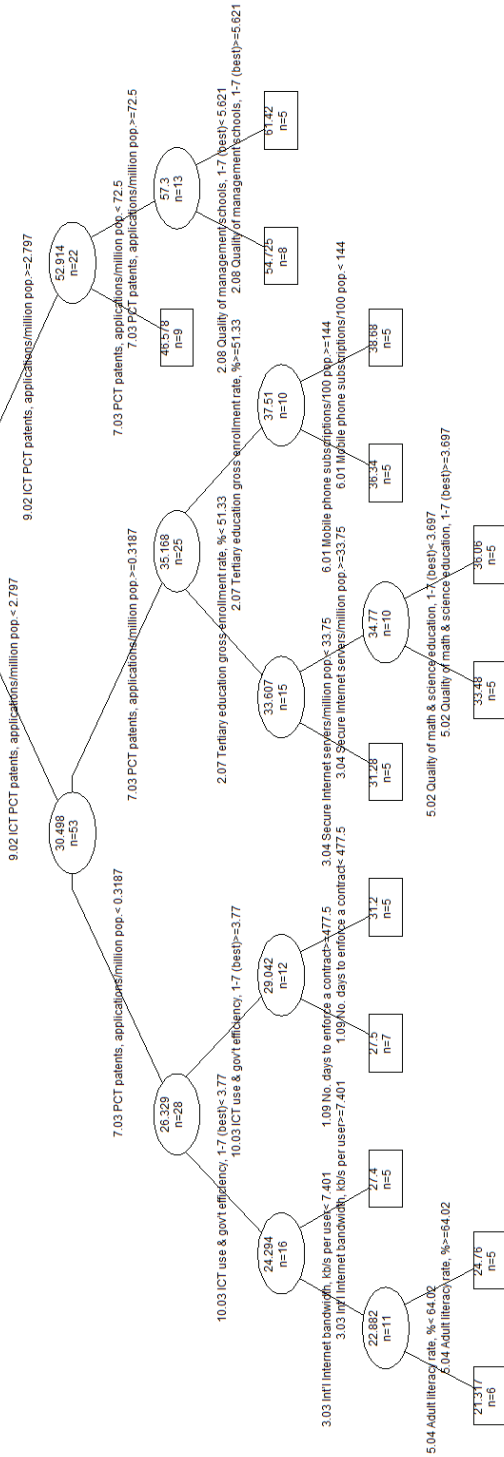 9.02 ICT PCT patents, applications/million pop.< 2.797
9.02 ICT PCT patents, applications/million pop.>=2.797
30.498
n=53
52.914
n=22
7.03 PCT patents, applications/million pop.< 0.3187
7.03 PCT patents, applications/million pop.>=0.3187
7.03 PCT patents, applications/million pop.< 72.5
7.03 PCT patents, applications/million pop.>=72.5
26.329
n=28
35.168
n=25
46.578
n=9
57.3
n=13
10.03 ICT use & gov't efficiency, 1-7 (best)< 3.77
10.03 ICT use & gov't efficiency, 1-7 (best)>=3.77
2.07 Tertiary education gross enrollment rate, %< 51.33
2.07 Tertiary education gross enrollment rate, %>=51.33
2.08 Quality of management schools, 1-7 (best)< 5.621
2.08 Quality of management schools, 1-7 (best)>=5.621
24.294
n=16
29.042
n=12
33.607
n=15
37.51
n=10
54.725
n=8
61.42
n=5
3.03 Int'l Internet bandwidth, kb/s per user< 7.401
3.03 Int'l Internet bandwidth, kb/s per user>=7.401
1.09 No. days to enforce a contract>=477.5
1.09 No. days to enforce a contract< 477.5
3.04 Secure Internet servers/million pop.< 33.75
3.04 Secure Internet servers/million pop.>=33.75
6.01 Mobile phone subscriptions/100 pop.>=144
6.01 Mobile phone subscriptions/100 pop.< 144
22.882
n=11
27.4
n=5
27.5
n=7
31.2
n=5
31.28
n=5
34.77
n=10
36.34
n=5
38.68
n=5
5.04 Adult literacy rate, %< 64.02
5.04 Adult literacy rate, %>=64.02
5.02 Quality of math & science education, 1-7 (best)< 3.697
5.02 Quality of math & science education, 1-7 (best)>=3.697
21.317
n=6
24.76
n=5
33.48
n=5
36.06
n=5